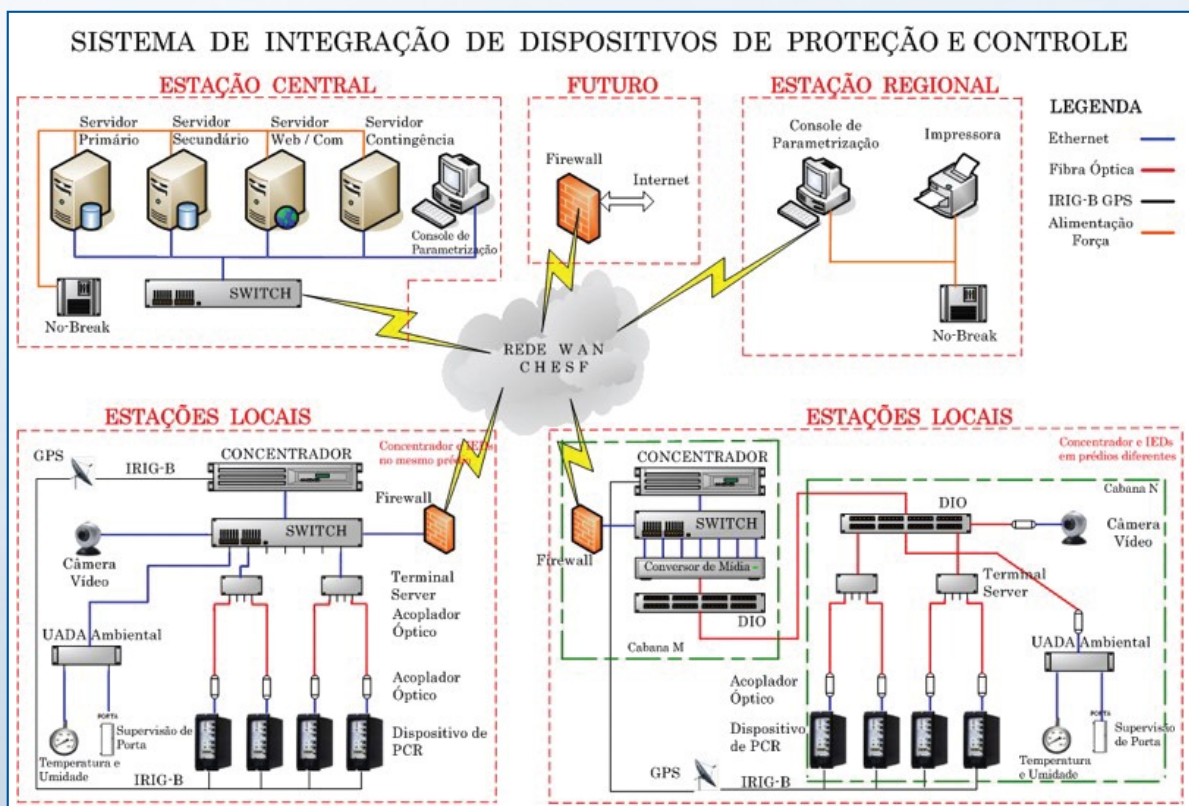 SISTEMA DE INTEGRAÇÃO DE DISPOSITIVOS DE PROTEÇÃO E CONTROLE
ESTAÇÃO CENTRAL
Servidor
Primário
Servidor
Secundário
Servidor
Web / Com
Servidor
Contingência
Console de
Parametrização
SWITCH
No-Break
FUTURO
Firewall
Internet
ESTAÇÃO REGIONAL
Console de
Parametrização
Impressora
No-Break
LEGENDA
Ethernet
Fibra Óptica
IRIG-B GPS
Alimentação
Força
REDE WAN
CHESF
ESTAÇÕES LOCAIS
Concentrador e IEDs
no mesmo prédio
GPS
IRIG-B
CONCENTRADOR
Firewall
SWITCH
Câmera
Vídeo
Terminal
Server
Acoplador
Óptico
UADA Ambiental
Acoplador
Óptico
PORTA
Supervisão de
Porta
Dispositivo de
PCR
Temperatura e
Umidade
IRIG-B
ESTAÇÕES LOCAIS
Concentrador e IEDs
em prédios diferentes
CONCENTRADOR
Cabana N
DIO
SWITCH
Câmera
Vídeo
Firewall
Conversor de Mídia
Terminal
Server
DIO
Cabana M
UADA Ambiental
Acoplador
Óptico
PORTA
Dispositivo
de PCR
Supervisão
de Porta
Temperatura
e Umidade
GPS
IRIG-B